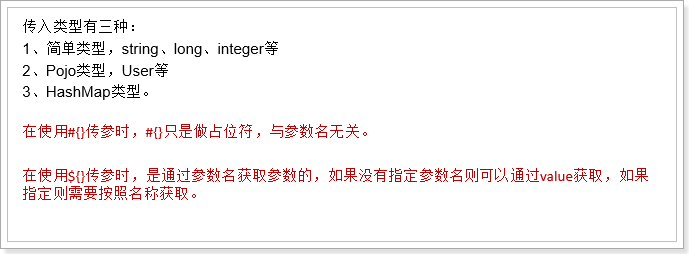 传入类型有三种：
1、简单类型，string、long、integer等
2、Pojo类型，User等
3、HashMap类型。
在使用#{}传参时，#{}只是做占位符，与参数名无关。
在使用${}传参时，是通过参数名获取参数的，如果没有指定参数名则可以通过value获取，如果
指定则需要按照名称获取。